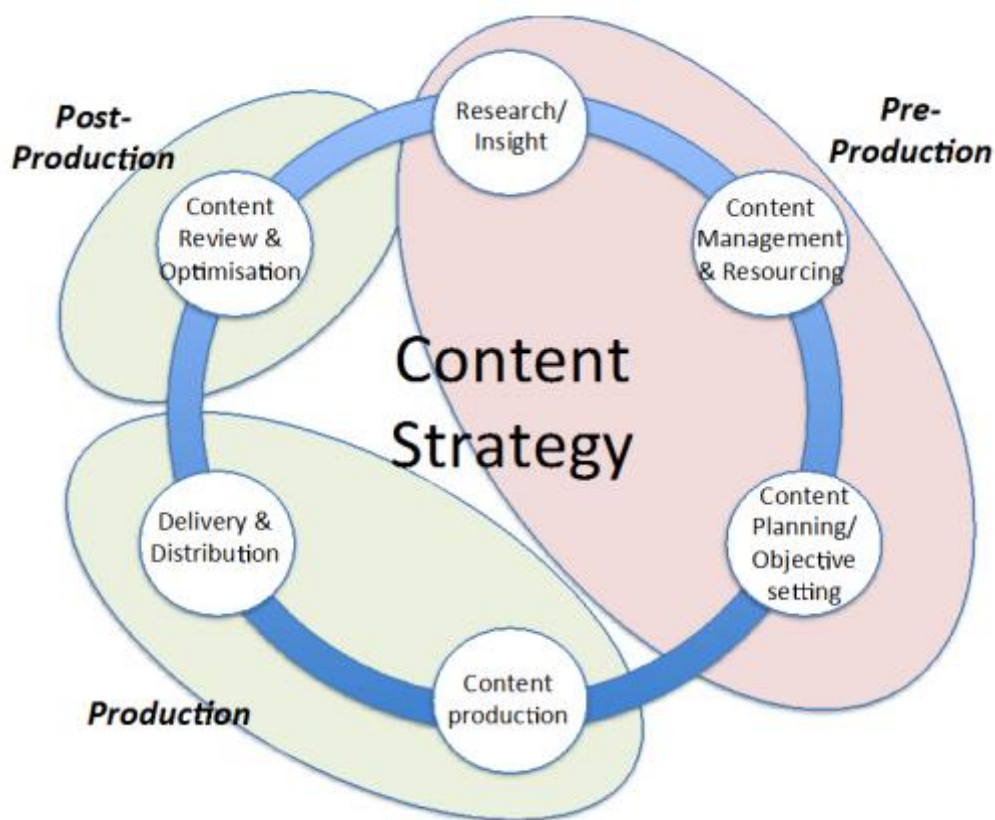 Post-
Production
Pre-
Production
Research/
Insight
Content
Management
& Resourcing
Content
Planning/
Objective
setting
Content
production
Delivery &
Distribution
Content
Review &
Optimisation
Content
Strategy
Production